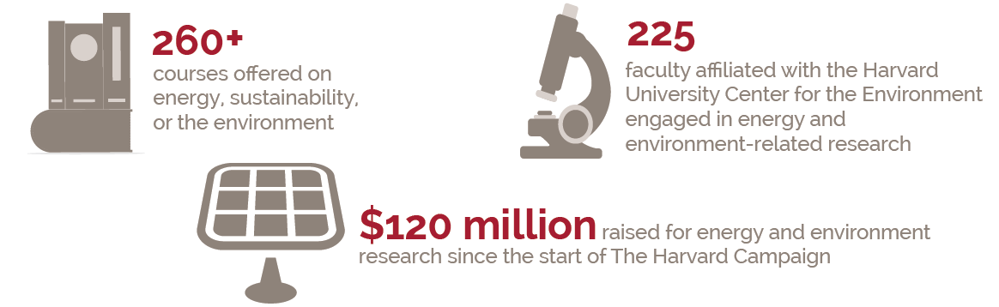 260+
courses offered on
energy, sustainability,
or the environment
225
faculty affiliated with the Harvard
University Center for the Environment
engaged in energy and
environment-related research
$120 million raised for energy and environment
research since the start of The Harvard Campaign